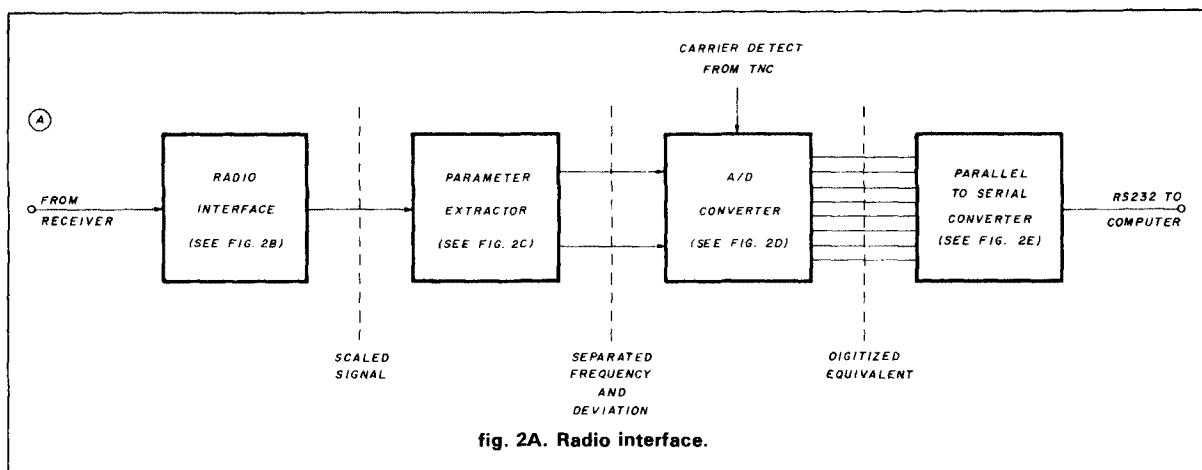 CARRIER DETECT
FROM TNC
A
FROM
RECEIVER
RADIO
INTERFACE
(SEE FIG. 2B)
PARAMETER
EXTRACTOR
(SEE FIG. 2C)
A/D
CONVERTER
(SEE FIG. 2D)
PARALLEL
TO SERIAL
CONVERTER
(SEE FIG. 2E)
RS232 TO
COMPUTER
SCALED
SIGNAL
SEPARATED
FREQUENCY
AND
DEVIATION
DIGITIZED
EQUIVALENT
fig. 2A. Radio interface.